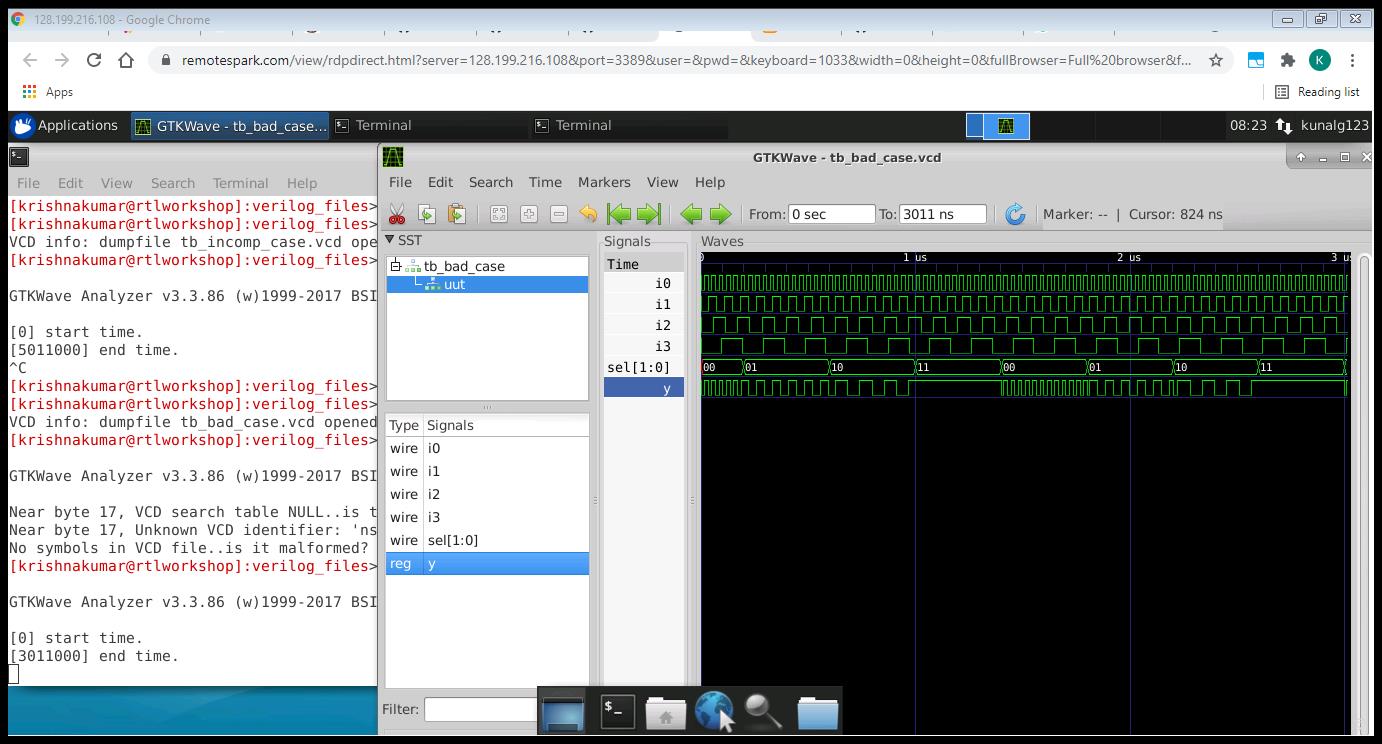 128.199.216.108 - Google Chrome
remotespark.com/view/rdpdirect.html?server=128.199.216.108&port=3389&user=&pwd=&keyboard=1033&width=0&height=0&fullBrowser=Full%20browser&f...
K
Apps
Reading list
Applications
GTKWave - tb_bad_case...
Terminal
Terminal
08:23
kunalg123
File Edit View Search Terminal Help
[krishnakumar@rtlworkshop]:verilog_files>
[krishnakumar@rtlworkshop]:verilog_files>
VCD info: dumpfile tb_incomp_case.vcd ope
[krishnakumar@rtlworkshop]:verilog_files>
GTKWave Analyzer v3.3.86 (w)1999-2017 BSI
[0] start time.
[5011000] end time.
^C
[krishnakumar@rtlworkshop]:verilog_files>
[krishnakumar@rtlworkshop]:verilog_files>
VCD info: dumpfile tb_bad_case.vcd opened
[krishnakumar@rtlworkshop]:verilog_files>
GTKWave Analyzer v3.3.86 (w)1999-2017 BSI
Near byte 17, VCD search table NULL..is t
Near byte 17, Unknown VCD identifier: 'ns
No symbols in VCD file..is it malformed?
[krishnakumar@rtlworkshop]:verilog_files>
GTKWave Analyzer v3.3.86 (w)1999-2017 BSI
[0] start time.
[3011000] end time.
GTKWave - tb_bad_case.vcd
File Edit Search Time Markers View Help
From: 0 sec To: 3011 ns Marker: -- | Cursor: 824 ns
SST
tb_bad_case
uut
Type Signals
wire i0
wire i1
wire i2
wire i3
wire sel[1:0]
reg y
Filter:
Signals
Time
i0
i1
i2
i3
sel[1:0]
y
Waves
0 1 us 2 us 3 us
00 01 10 11 00 01 10 11
$_